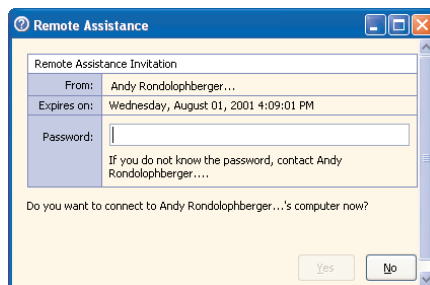 Remote Assistance
Remote Assistance Invitation
From: Andy Rondolophberger...
Expires on: Wednesday, August 01, 2001 4:09:01 PM
Password:
If you do not know the password, contact Andy
Rondolophberger....
Do you want to connect to Andy Rondolophberger...'s computer now?
Yes No